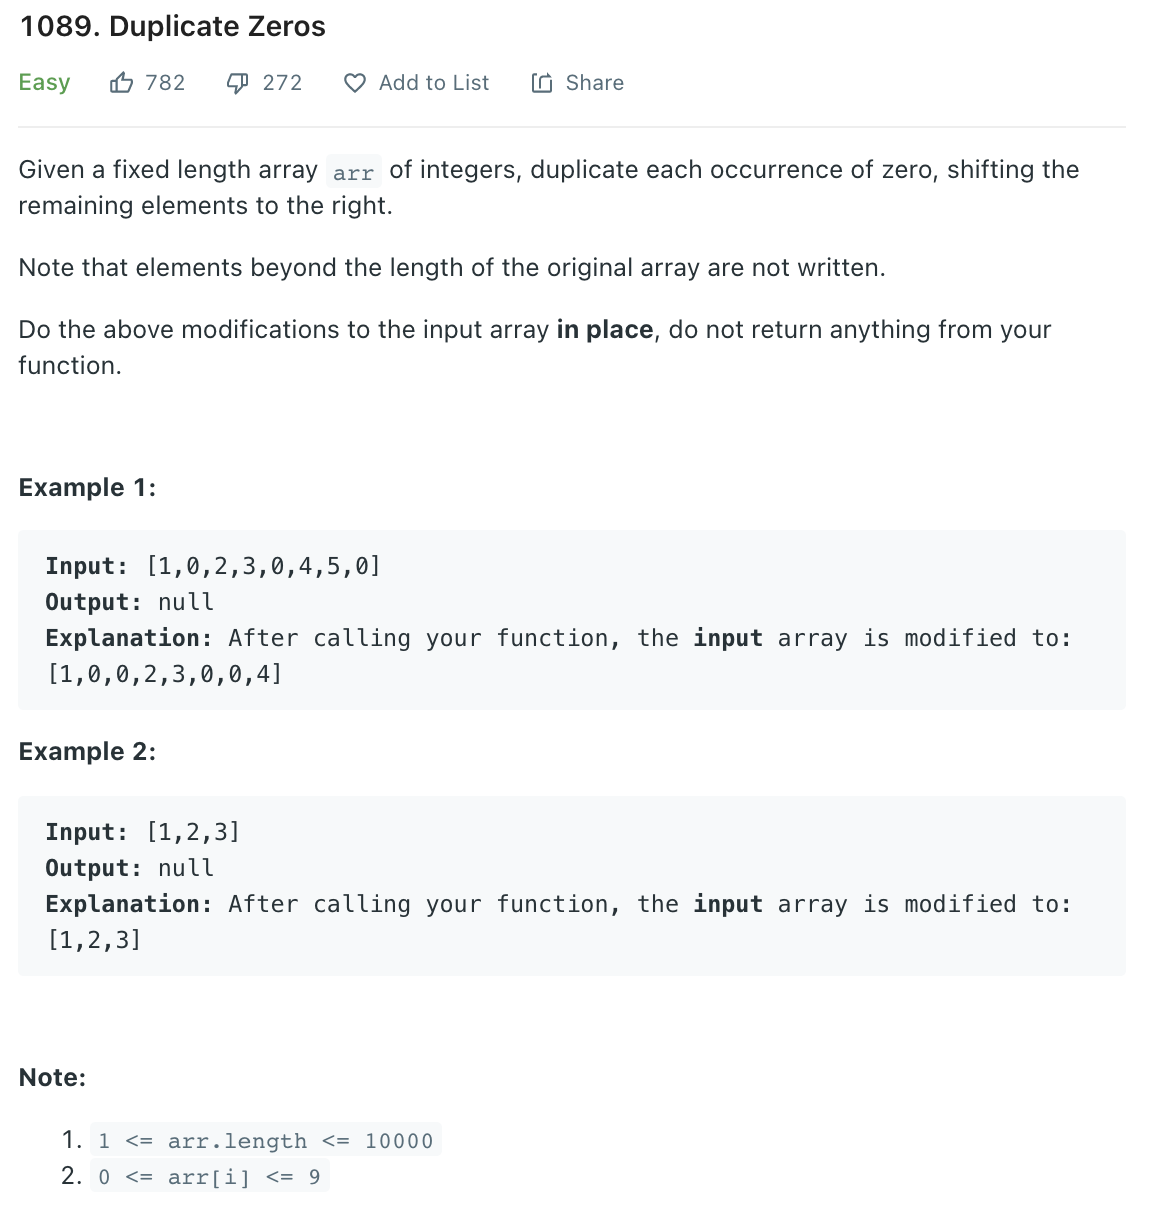 1089. Duplicate Zeros
Easy 782 272 Add to List Share
Given a fixed length array arr of integers, duplicate each occurrence of zero, shifting the
remaining elements to the right.
Note that elements beyond the length of the original array are not written.
Do the above modifications to the input array in place, do not return anything from your
function.
Example 1:
Input: [1,0,2,3,0,4,5,0]
Output: null
Explanation: After calling your function, the input array is modified to:
[1,0,0,2,3,0,0,4]
Example 2:
Input: [1,2,3]
Output: null
Explanation: After calling your function, the input array is modified to:
[1,2,3]
Note:
1. 1 <= arr.length <= 10000
2. 0 <= arr[i] <= 9